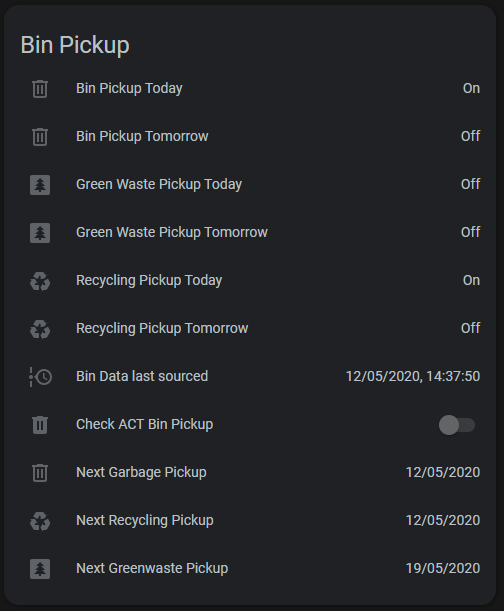 Bin Pickup
Bin Pickup Today On
Bin Pickup Tomorrow Off
Green Waste Pickup Today Off
Green Waste Pickup Tomorrow Off
Recycling Pickup Today On
Recycling Pickup Tomorrow Off
Bin Data last sourced 12/05/2020, 14:37:50
Check ACT Bin Pickup
Next Garbage Pickup 12/05/2020
Next Recycling Pickup 12/05/2020
Next Greenwaste Pickup 19/05/2020